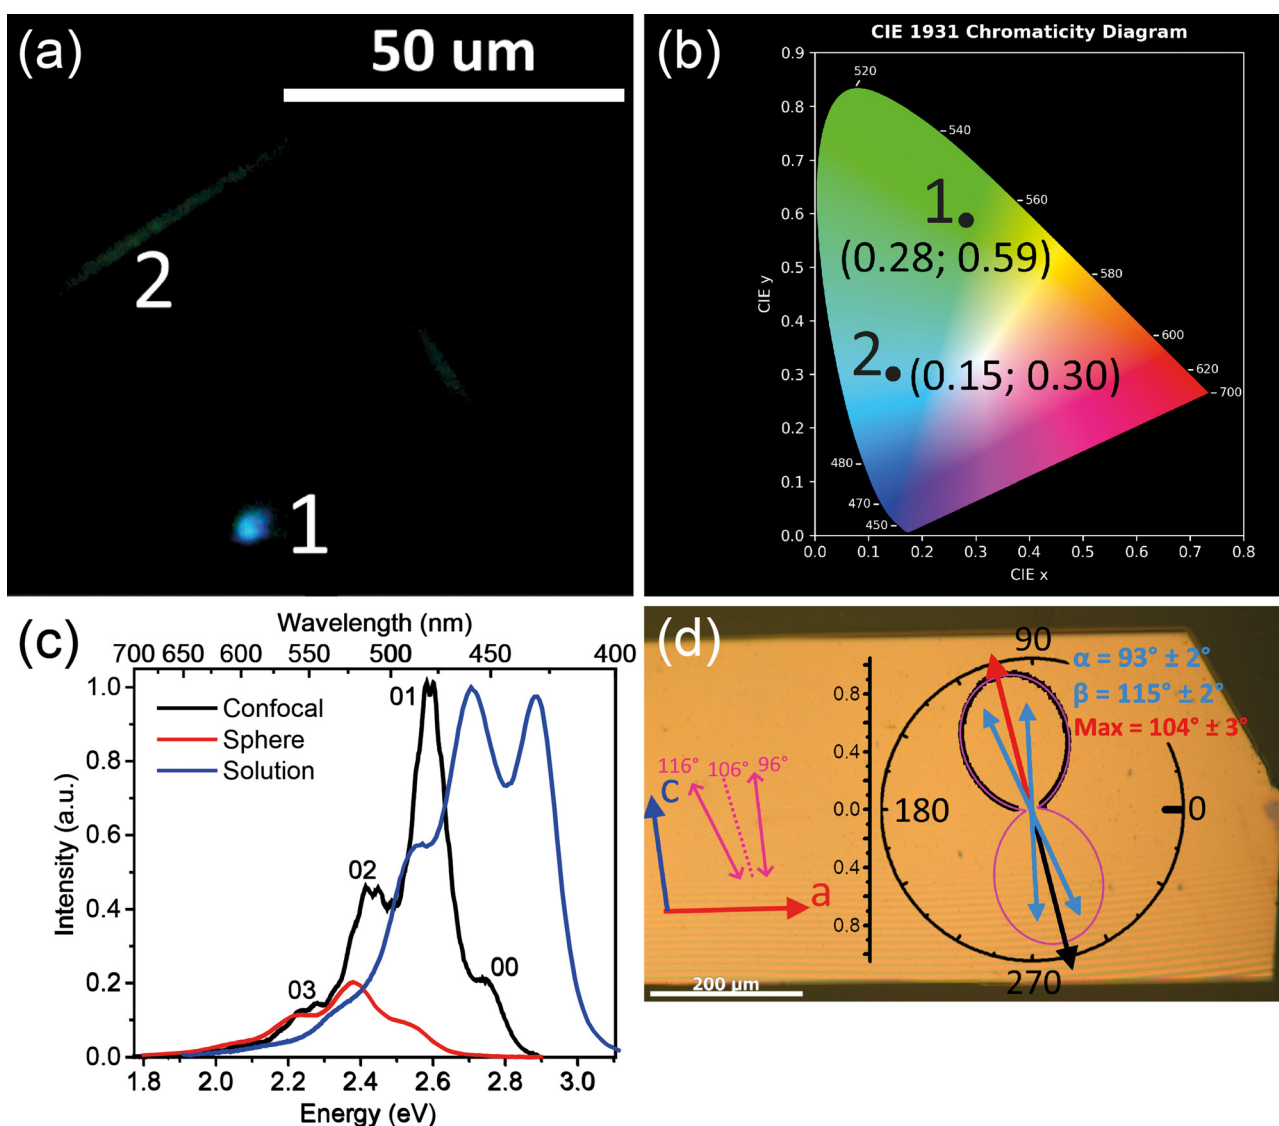 (a)
50 um
2
1
(b)
CIE 1931 Chromaticity Diagram
0.9
0.8
0.7
0.6
0.5
0.4
0.3
0.2
0.1
0.0
CIE y
520
540
560
580
600
620
700
480
470
450
1
(0.28; 0.59)
2
(0.15; 0.30)
0.0 0.1 0.2 0.3 0.4 0.5 0.6 0.7 0.8
CIE x
(c)
Wavelength (nm)
700 650 600 550 500 450 400
1.0
0.8
0.6
0.4
0.2
0.0
Intensity (a.u.)
Confocal
Sphere
Solution
01
02
03
00
1.8 2.0 2.2 2.4 2.6 2.8 3.0
Energy (eV)
(d)
90
α = 93° ± 2°
β = 115° ± 2°
Max = 104° ± 3°
0.8
0.4
0.0
0.4
0.8
180
0
270
116°
106°
96°
c
a
200 μm